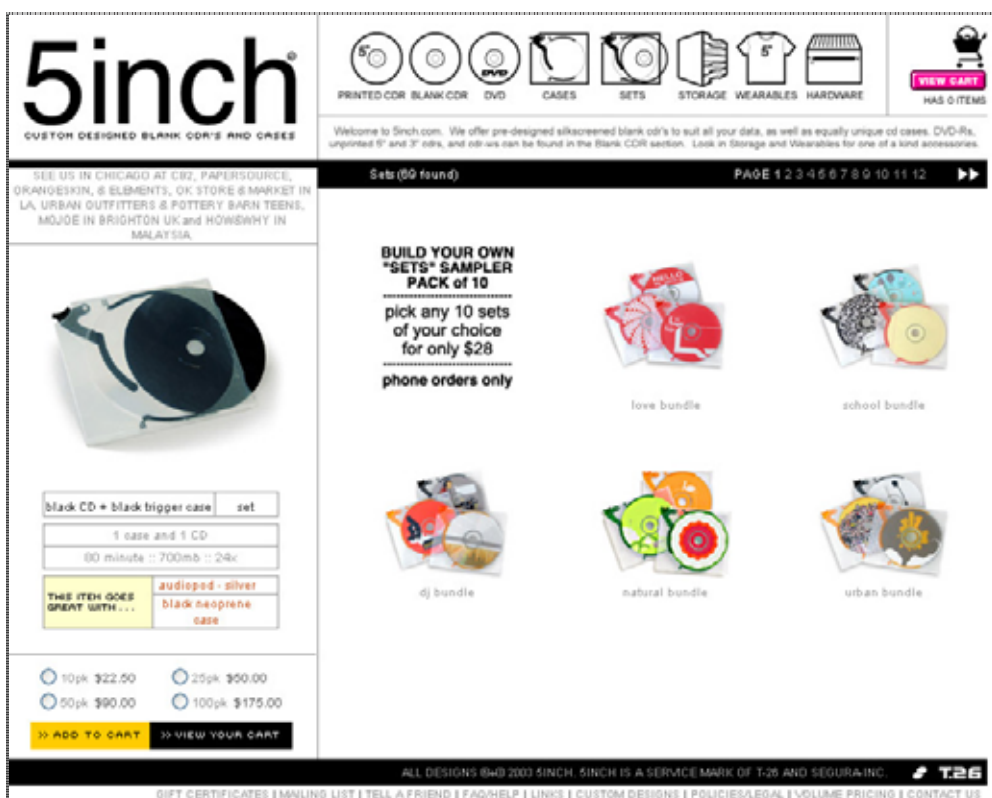 5inch
CUSTOM DESIGNED BLANK CDR'S AND CASES
5"
DVD
5"
PRINTED CDR BLANK CDR DVD CASES SETS STORAGE WEARABLES HARDWARE
VIEW CART
HAS 0 ITEMS
Welcome to 5inch.com. We offer pre-designed silkscreened blank cdr's to suit all your data, as well as equally unique cd cases. DVD-Rs,
unprinted 5" and 3" cdrs, and cdr-ws can be found in the Blank CDR section. Look in Storage and Wearables for one of a kind accessories.
SEE US IN CHICAGO AT CB2, PAPERSOURCE,
ORANGESKIN, & ELEMENTS, OK STORE & MARKET IN
LA, URBAN OUTFITTERS & POTTERY BARN TEENS,
MOJOE IN BRIGHTON UK and HOW&WHY IN
MALAYSIA.
Sets (69 found)
PAGE 1 2 3 4 5 6 7 8 9 10 11 12
BUILD YOUR OWN
"SETS" SAMPLER
PACK of 10
pick any 10 sets
of your choice
for only $28
phone orders only
HELLO
love bundle
school bundle
dj bundle
natural bundle
urban bundle
black CD + black trigger case set
1 case and 1 CD
80 minute :: 700mb :: 24x
THIS ITEM GOES
GREAT WITH ...
audiopod - silver
black neoprene
case
10pk $22.50 25pk $50.00
50pk $90.00 100pk $175.00
>> ADD TO CART >> VIEW YOUR CART
ALL DESIGNS ©+® 2003 5INCH. 5INCH IS A SERVICE MARK OF T-26 AND SEGURA-INC.
T.26
GIFT CERTIFICATES | MAILING LIST | TELL A FRIEND | FAQ/HELP | LINKS | CUSTOM DESIGNS | POLICIES/LEGAL | VOLUME PRICING | CONTACT US